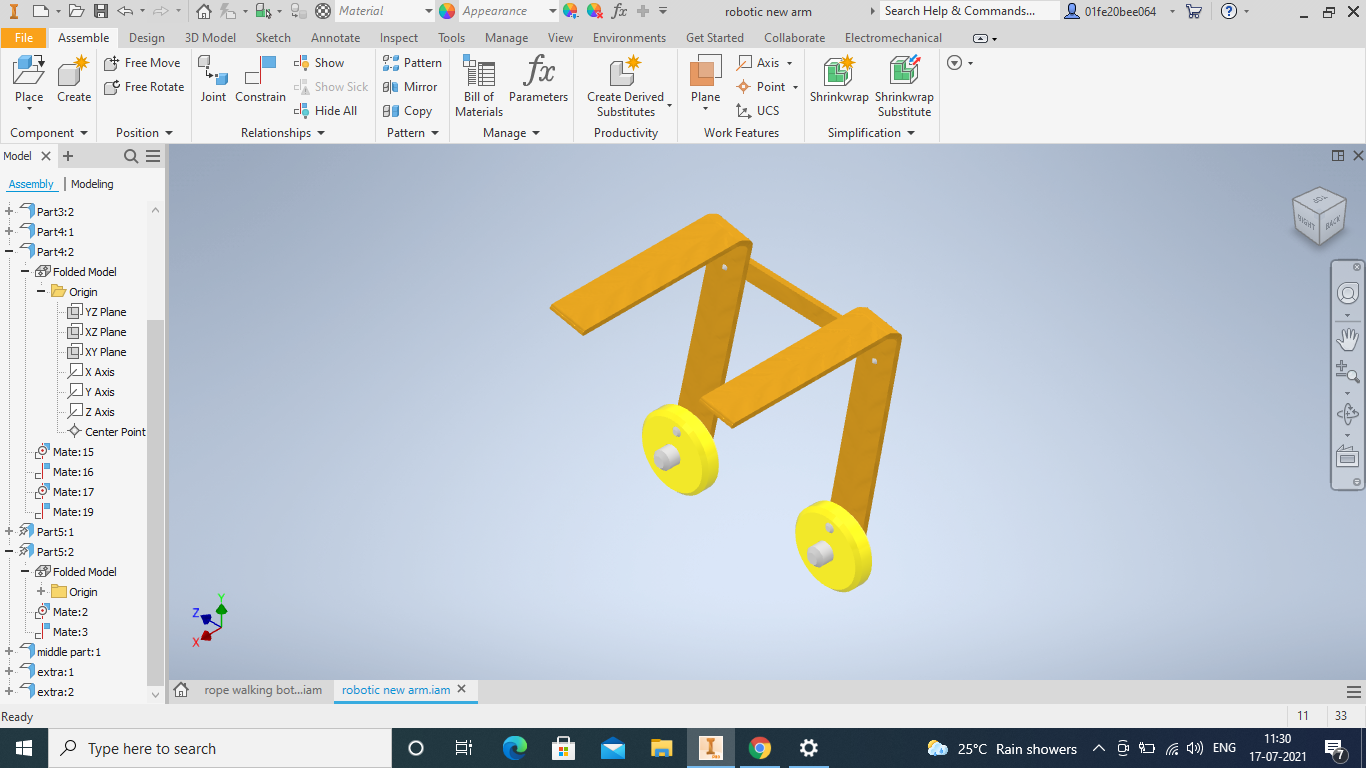 Material
Appearance
fx
robotic new arm
Search Help & Commands...
01fe20bee064
File
Assemble
Design
3D Model
Sketch
Annotate
Inspect
Tools
Manage
View
Environments
Get Started
Collaborate
Electromechanical
Place
Create
Component
Free Move
Free Rotate
Position
Joint
Constrain
Show
Show Sick
Hide All
Relationships
Pattern
Mirror
Copy
Pattern
Bill of
Materials
fx
Parameters
Manage
Create Derived
Substitutes
Productivity
Plane
Axis
Point
UCS
Work Features
Shrinkwrap
Shrinkwrap
Substitute
Simplification
Model
Assembly
Modeling
Part3:2
Part4:1
Part4:2
Folded Model
Origin
YZ Plane
XZ Plane
XY Plane
X Axis
Y Axis
Z Axis
Center Point
Mate:15
Mate:16
Mate:17
Mate:19
Part5:1
Part5:2
Folded Model
Origin
Mate:2
Mate:3
middle part:1
extra:1
extra:2
TOP
RIGHT
BACK
Y
Z
X
rope walking bot...iam
robotic new arm.iam
Ready
11
33
Type here to search
25°C Rain showers
ENG
11:30
17-07-2021
7